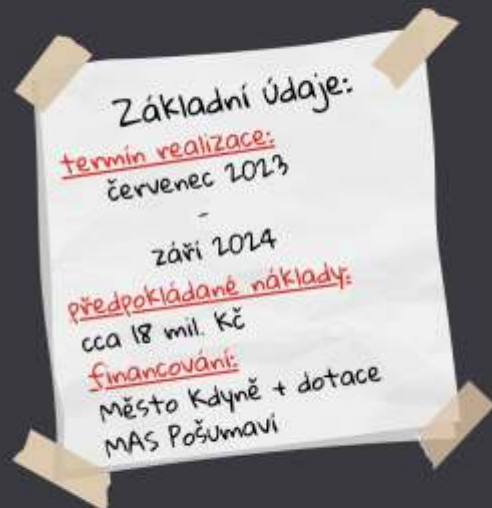 Základní údaje:
termín realizace:
červenec 2023
-
září 2024
předpokládané náklady:
cca 18 mil. Kč
financování:
Město Kdyně + dotace
MAS Pošumaví